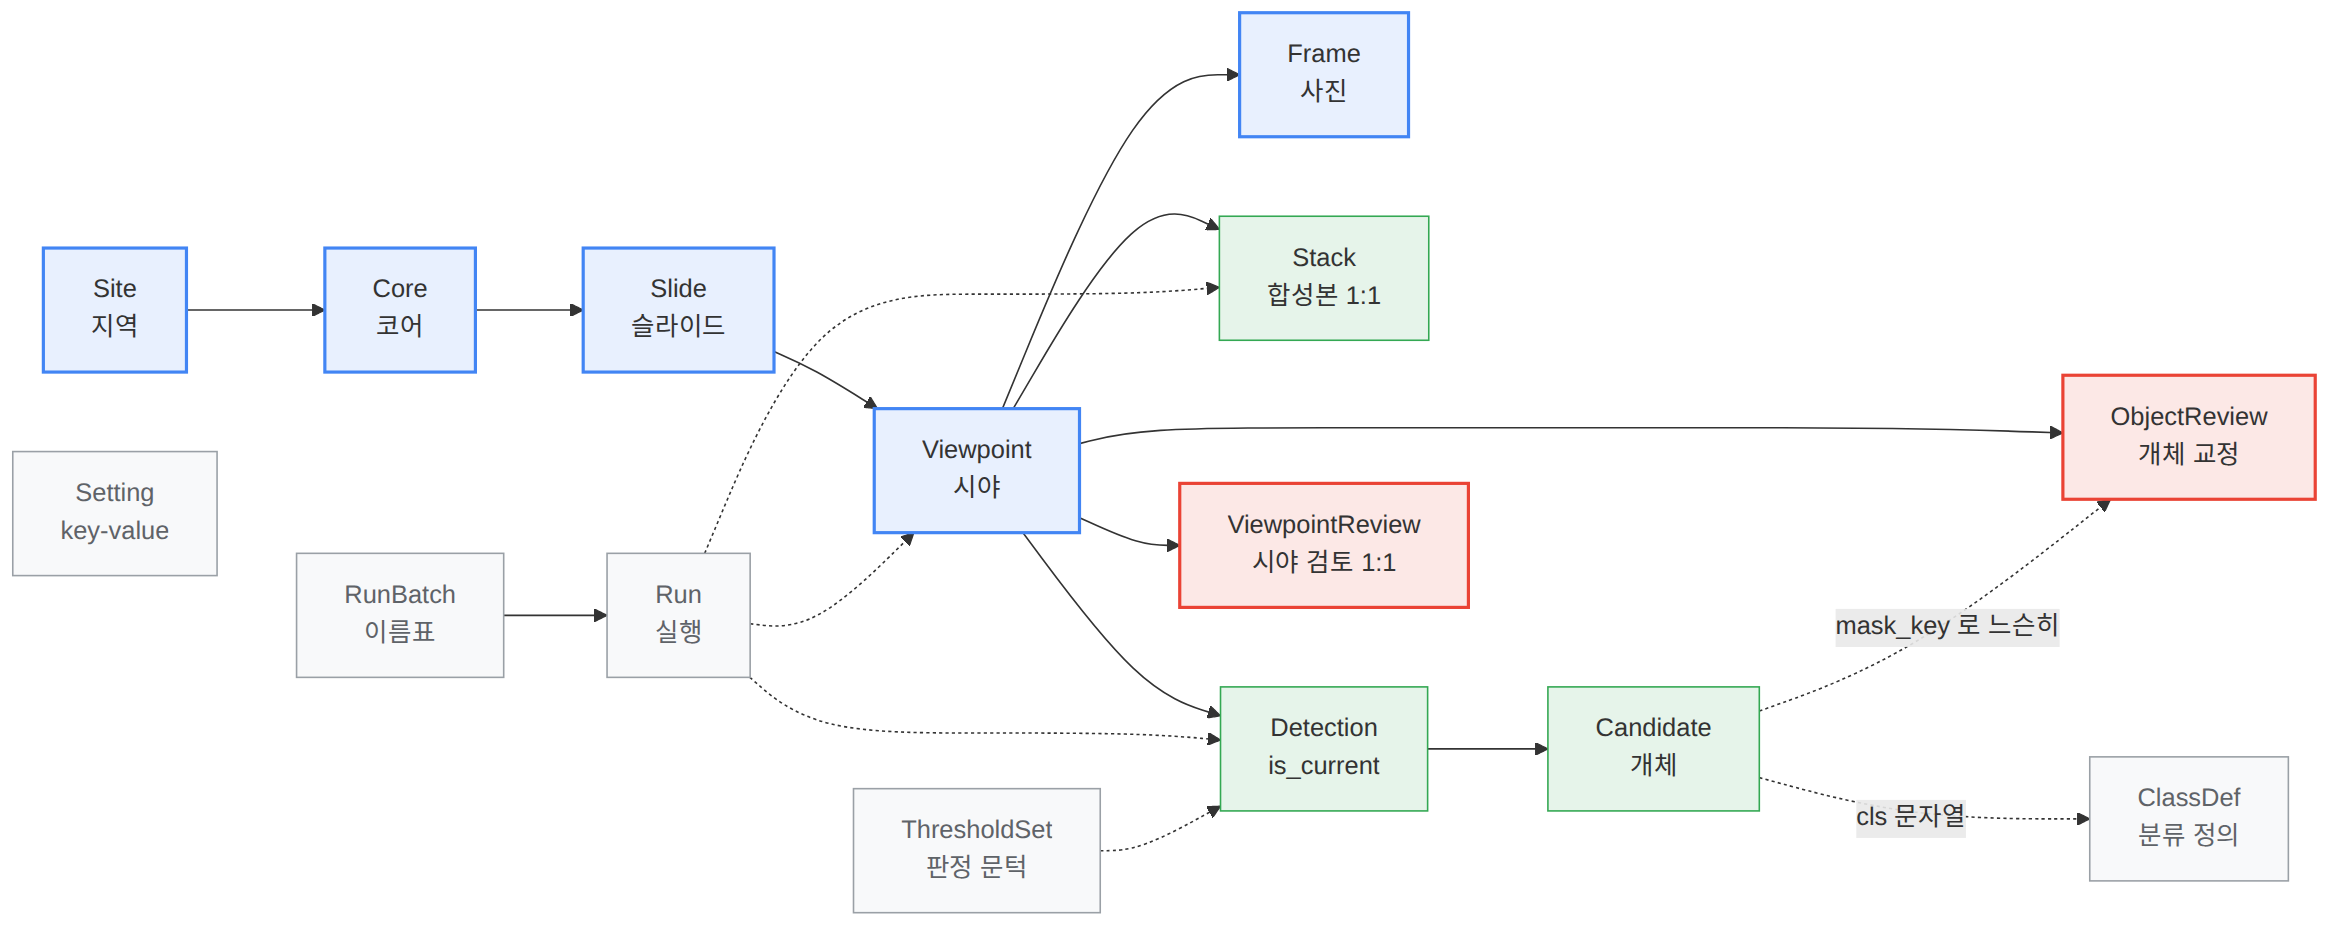 Frame
사진
Stack
합성본 1:1
Site
지역
Core
코어
Slide
슬라이드
Viewpoint
시야
ObjectReview
개체 교정
Setting
key-value
ViewpointReview
시야 검토 1:1
RunBatch
이름표
Run
실행
mask_key 로 느슨히
Detection
is_current
Candidate
개체
ThresholdSet
판정 문턱
cls 문자열
ClassDef
분류 정의